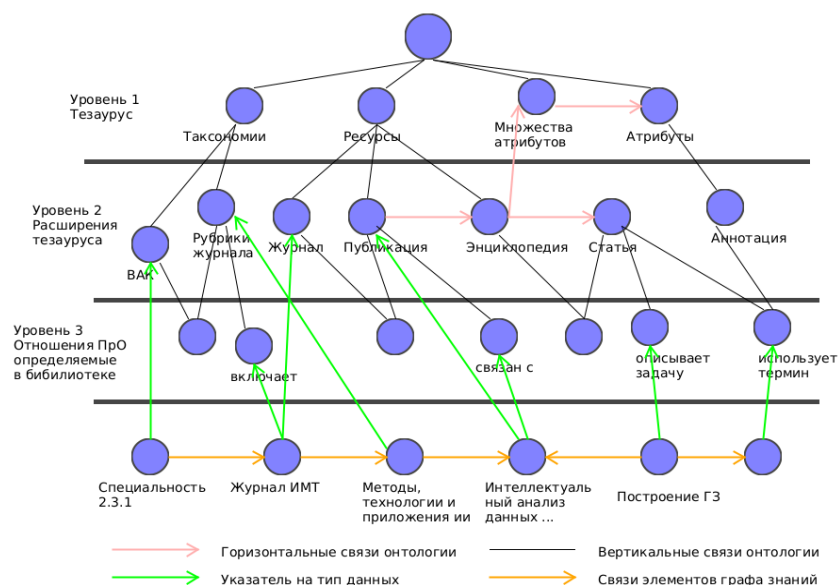 Уровень 1
Тезаурус
Таксономии
Ресурсы
Множества
атрибутов
Атрибуты
Уровень 2
Расширения
тезауруса
ВАК
Рубрики
журнала
Журнал
Публикация
Энциклопедия
Статья
Аннотация
Уровень 3
Отношения ПрО
определяемые
в бибилиотеке
включает
связан с
описывает
задачу
использует
термин
Специальность
2.3.1
Журнал ИМТ
Методы,
технологии и
приложения ии
Интеллектуаль
ный анализ
данных ...
Построение ГЗ
Горизонтальные связи онтологии
Вертикальные связи онтологии
Указатель на тип данных
Связи элементов графа знаний